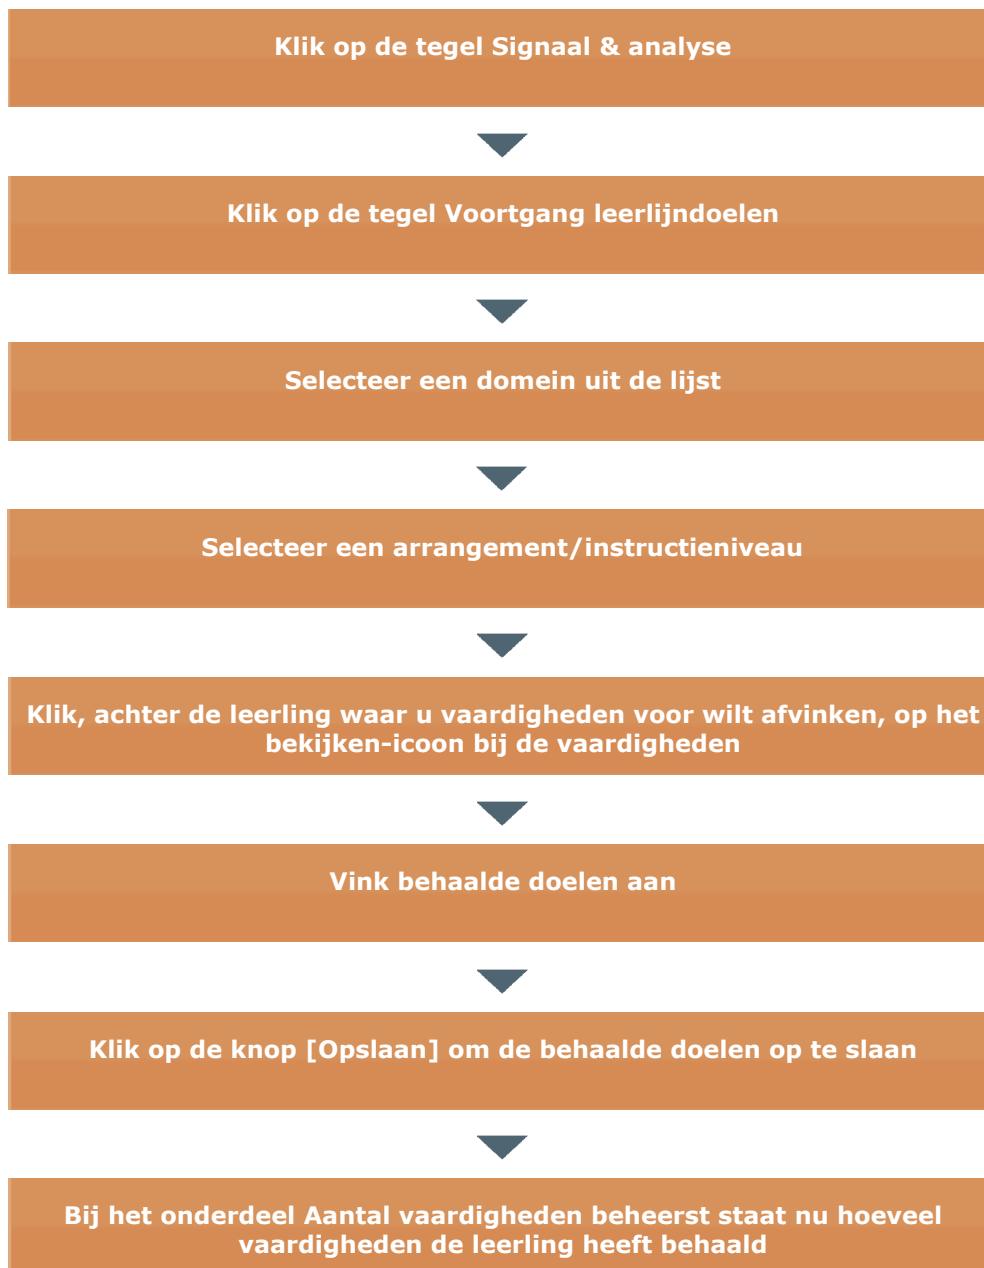 Klik op de tegel Signaal & analyse
Klik op de tegel Voortgang leerlijndoelen
Selecteer een domein uit de lijst
Selecteer een arrangement/instructieniveau
Klik, achter de leerling waar u vaardigheden voor wilt afvinken, op het
bekijken-icoon bij de vaardigheden
Vink behaalde doelen aan
Klik op de knop [Opslaan] om de behaalde doelen op te slaan
Bij het onderdeel Aantal vaardigheden beheerst staat nu hoeveel
vaardigheden de leerling heeft behaald